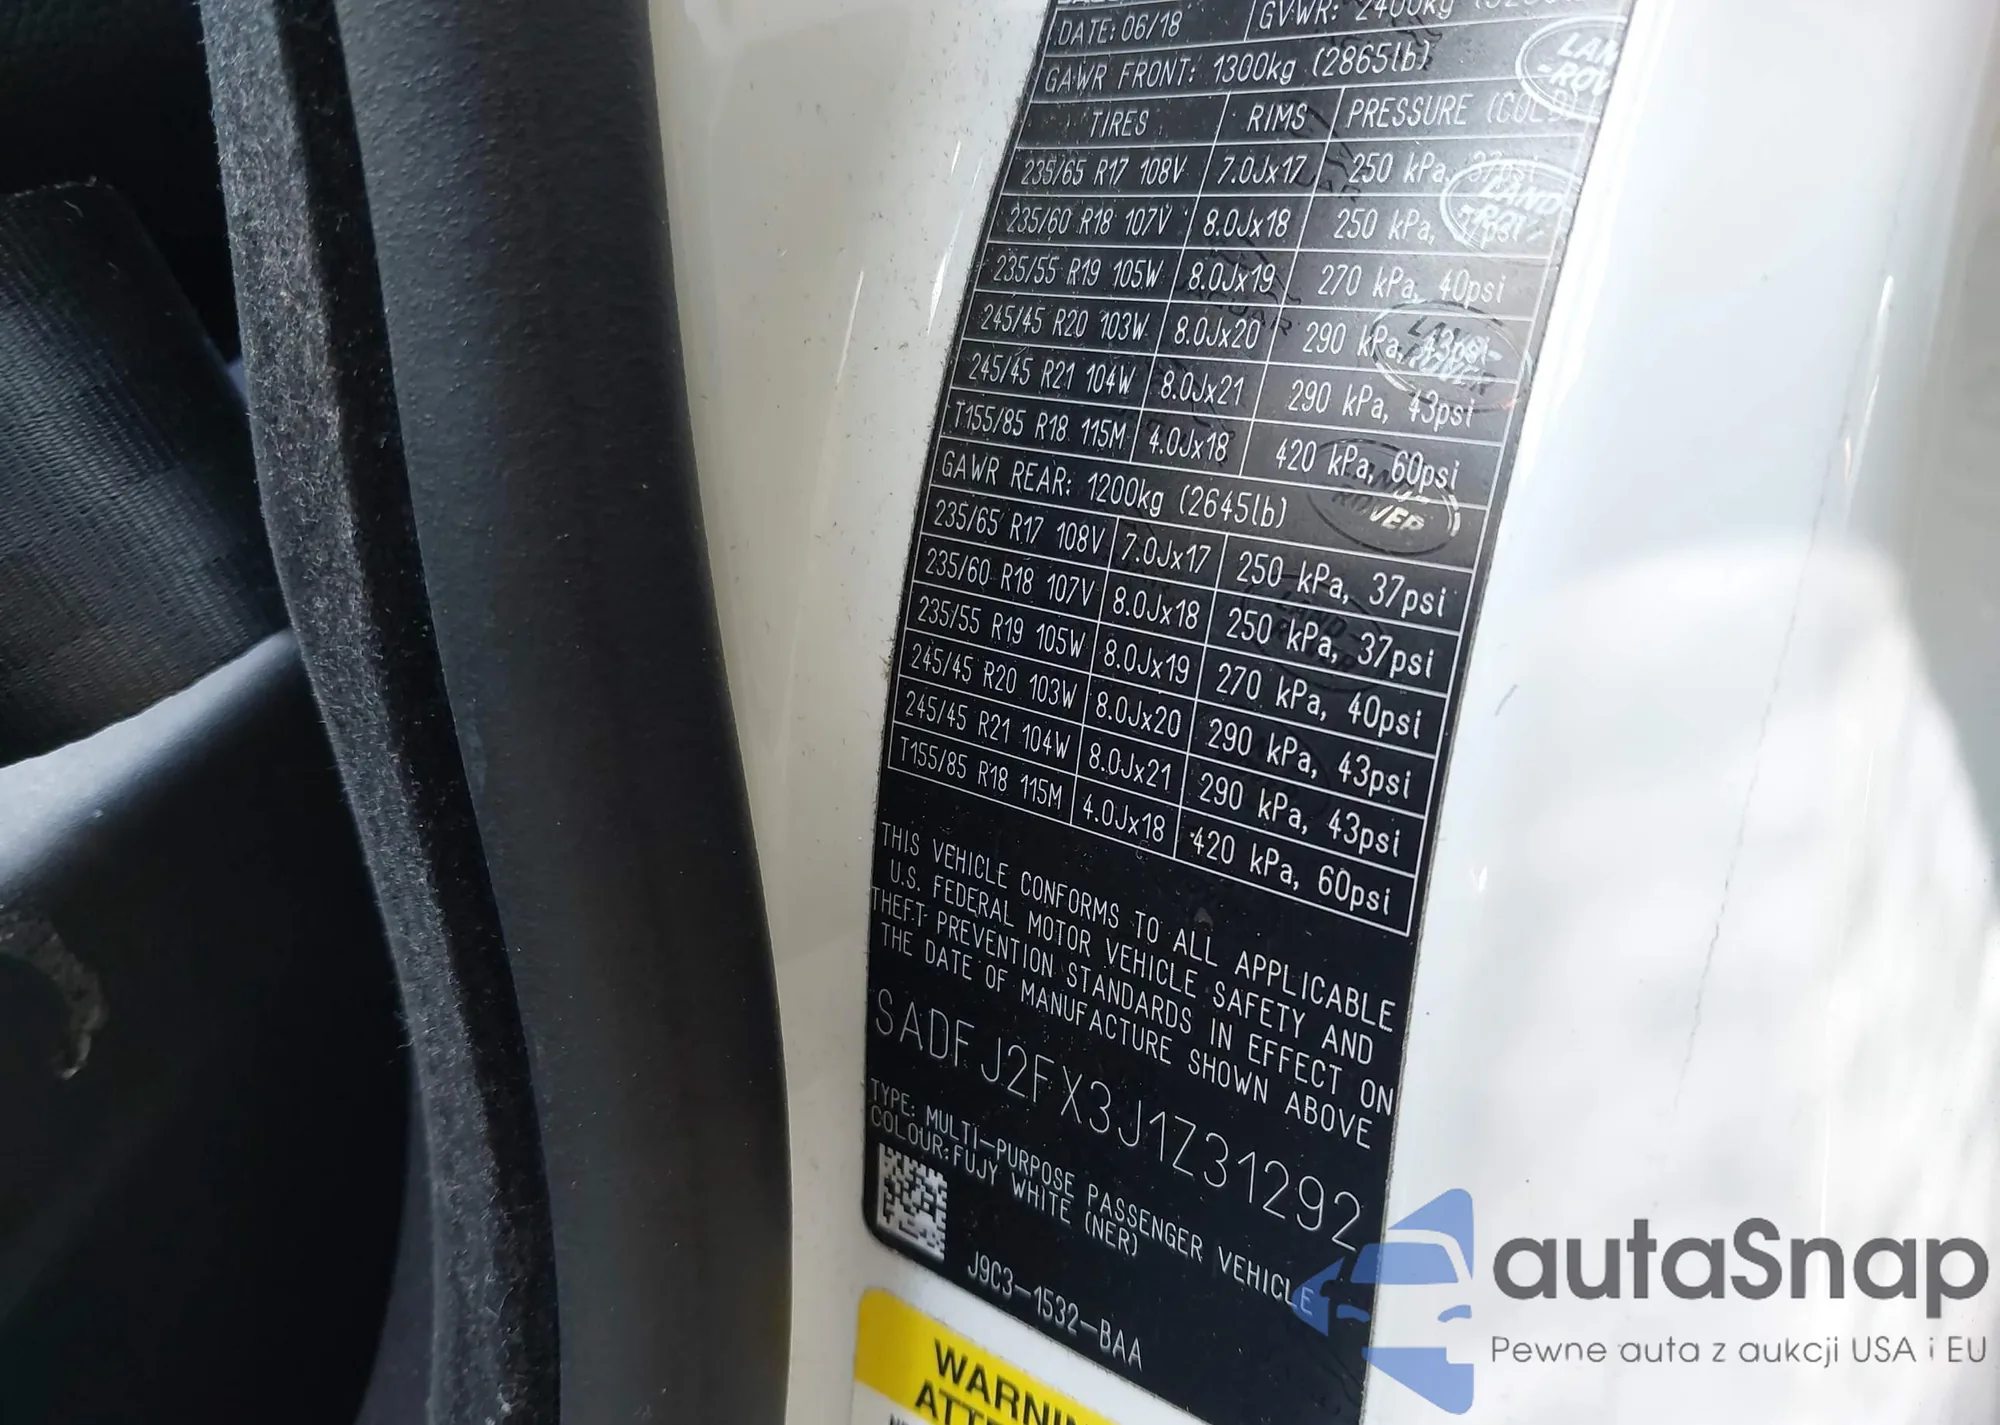 DATE: 06/18 GVWR: 2400kg
GAWR FRONT: 1300kg (2865lb)
TIRES RIMS PRESSURE (COLD)
235/65 R17 108V 7.0Jx17 250 kPa, 37psi
235/60 R18 107V 8.0Jx18 250 kPa, 37psi
235/55 R19 105W 8.0Jx19 270 kPa, 40psi
245/45 R20 103W 8.0Jx20 290 kPa, 43psi
245/45 R21 104W 8.0Jx21 290 kPa, 43psi
T155/85 R18 115M 4.0Jx18 420 kPa, 60psi
GAWR REAR: 1200kg (2645lb)
235/65 R17 108V 7.0Jx17 250 kPa, 37psi
235/60 R18 107V 8.0Jx18 250 kPa, 37psi
235/55 R19 105W 8.0Jx19 270 kPa, 40psi
245/45 R20 103W 8.0Jx20 290 kPa, 43psi
245/45 R21 104W 8.0Jx21 290 kPa, 43psi
T155/85 R18 115M 4.0Jx18 420 kPa, 60psi
THIS VEHICLE CONFORMS TO ALL APPLICABLE
U.S. FEDERAL MOTOR VEHICLE SAFETY AND
THEFT PREVENTION STANDARDS IN EFFECT ON
THE DATE OF MANUFACTURE SHOWN ABOVE
SADFJ2FX3J1Z31292
TYPE: MULTI-PURPOSE PASSENGER VEHICLE
COLOUR:FUJY WHITE (NER)
J9C3-1532-BAA
LAND
ROVER
LAND
ROVER
LAND-
ROVER
LAND
ROVER
autaSnap
Pewne auta z aukcji USA i EU